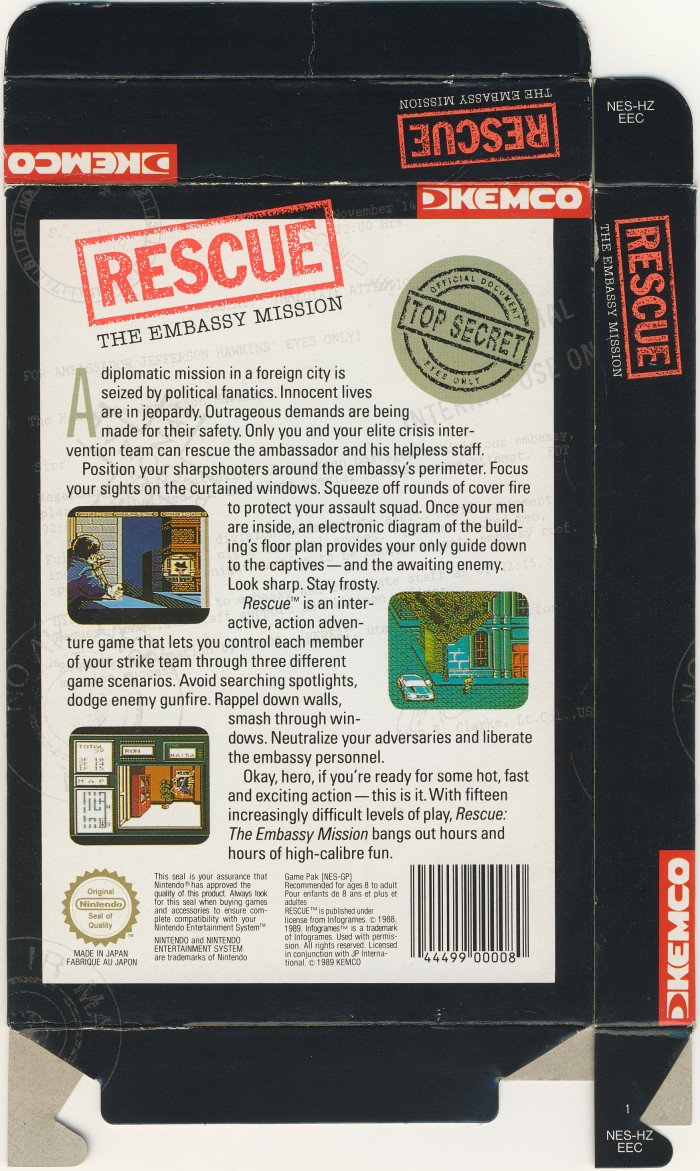 THE EMBASSY MISSION
RESCUE
KEMCO
NES-HZ
EEC
KEMCO
RESCUE
THE EMBASSY MISSION
OFFICIAL DOCUMENT
TOP SECRET
EYES ONLY
RESCUE
THE EMBASSY MISSION
FOR AMBASSADOR JEFFERSON HAWKINS' EYES ONLY!
A diplomatic mission in a foreign city is
seized by political fanatics. Innocent lives
are in jeopardy. Outrageous demands are being
made for their safety. Only you and your elite crisis inter-
vention team can rescue the ambassador and his helpless staff.
Position your sharpshooters around the embassy's perimeter. Focus
your sights on the curtained windows. Squeeze off rounds of cover fire
to protect your assault squad. Once your men
are inside, an electronic diagram of the build-
ing's floor plan provides your only guide down
to the captives — and the awaiting enemy.
Look sharp. Stay frosty.
Rescue™ is an inter-
active, action adven-
ture game that lets you control each member
of your strike team through three different
game scenarios. Avoid searching spotlights,
dodge enemy gunfire. Rappel down walls,
smash through win-
dows. Neutralize your adversaries and liberate
the embassy personnel.
Okay, hero, if you're ready for some hot, fast
and exciting action — this is it. With fifteen
increasingly difficult levels of play, Rescue:
The Embassy Mission bangs out hours and
hours of high-calibre fun.
TOTAL
MAP
RON
Original
Nintendo
Seal of
Quality
TM
MADE IN JAPAN
FABRIQUE AU JAPON
This seal is your assurance that
Nintendo® has approved the
quality of this product. Always look
for this seal when buying games
and accessories to ensure com-
plete compatibility with your
Nintendo Entertainment System™
NINTENDO and NINTENDO
ENTERTAINMENT SYSTEM
are trademarks of Nintendo
Game Pak [NES-GP]
Recommended for ages 8 to adult
Pour enfants de 8 ans et plus et
adultes
RESCUE™ is published under
license from Infogrames. © 1988,
1989. Infogrames™ is a trademark
of Infogrames. Used with permis-
sion. All rights reserved. Licensed
in conjunction with JP Interna-
tional. © 1989 KEMCO
44499 00008
KEMCO
1
NES-HZ
EEC